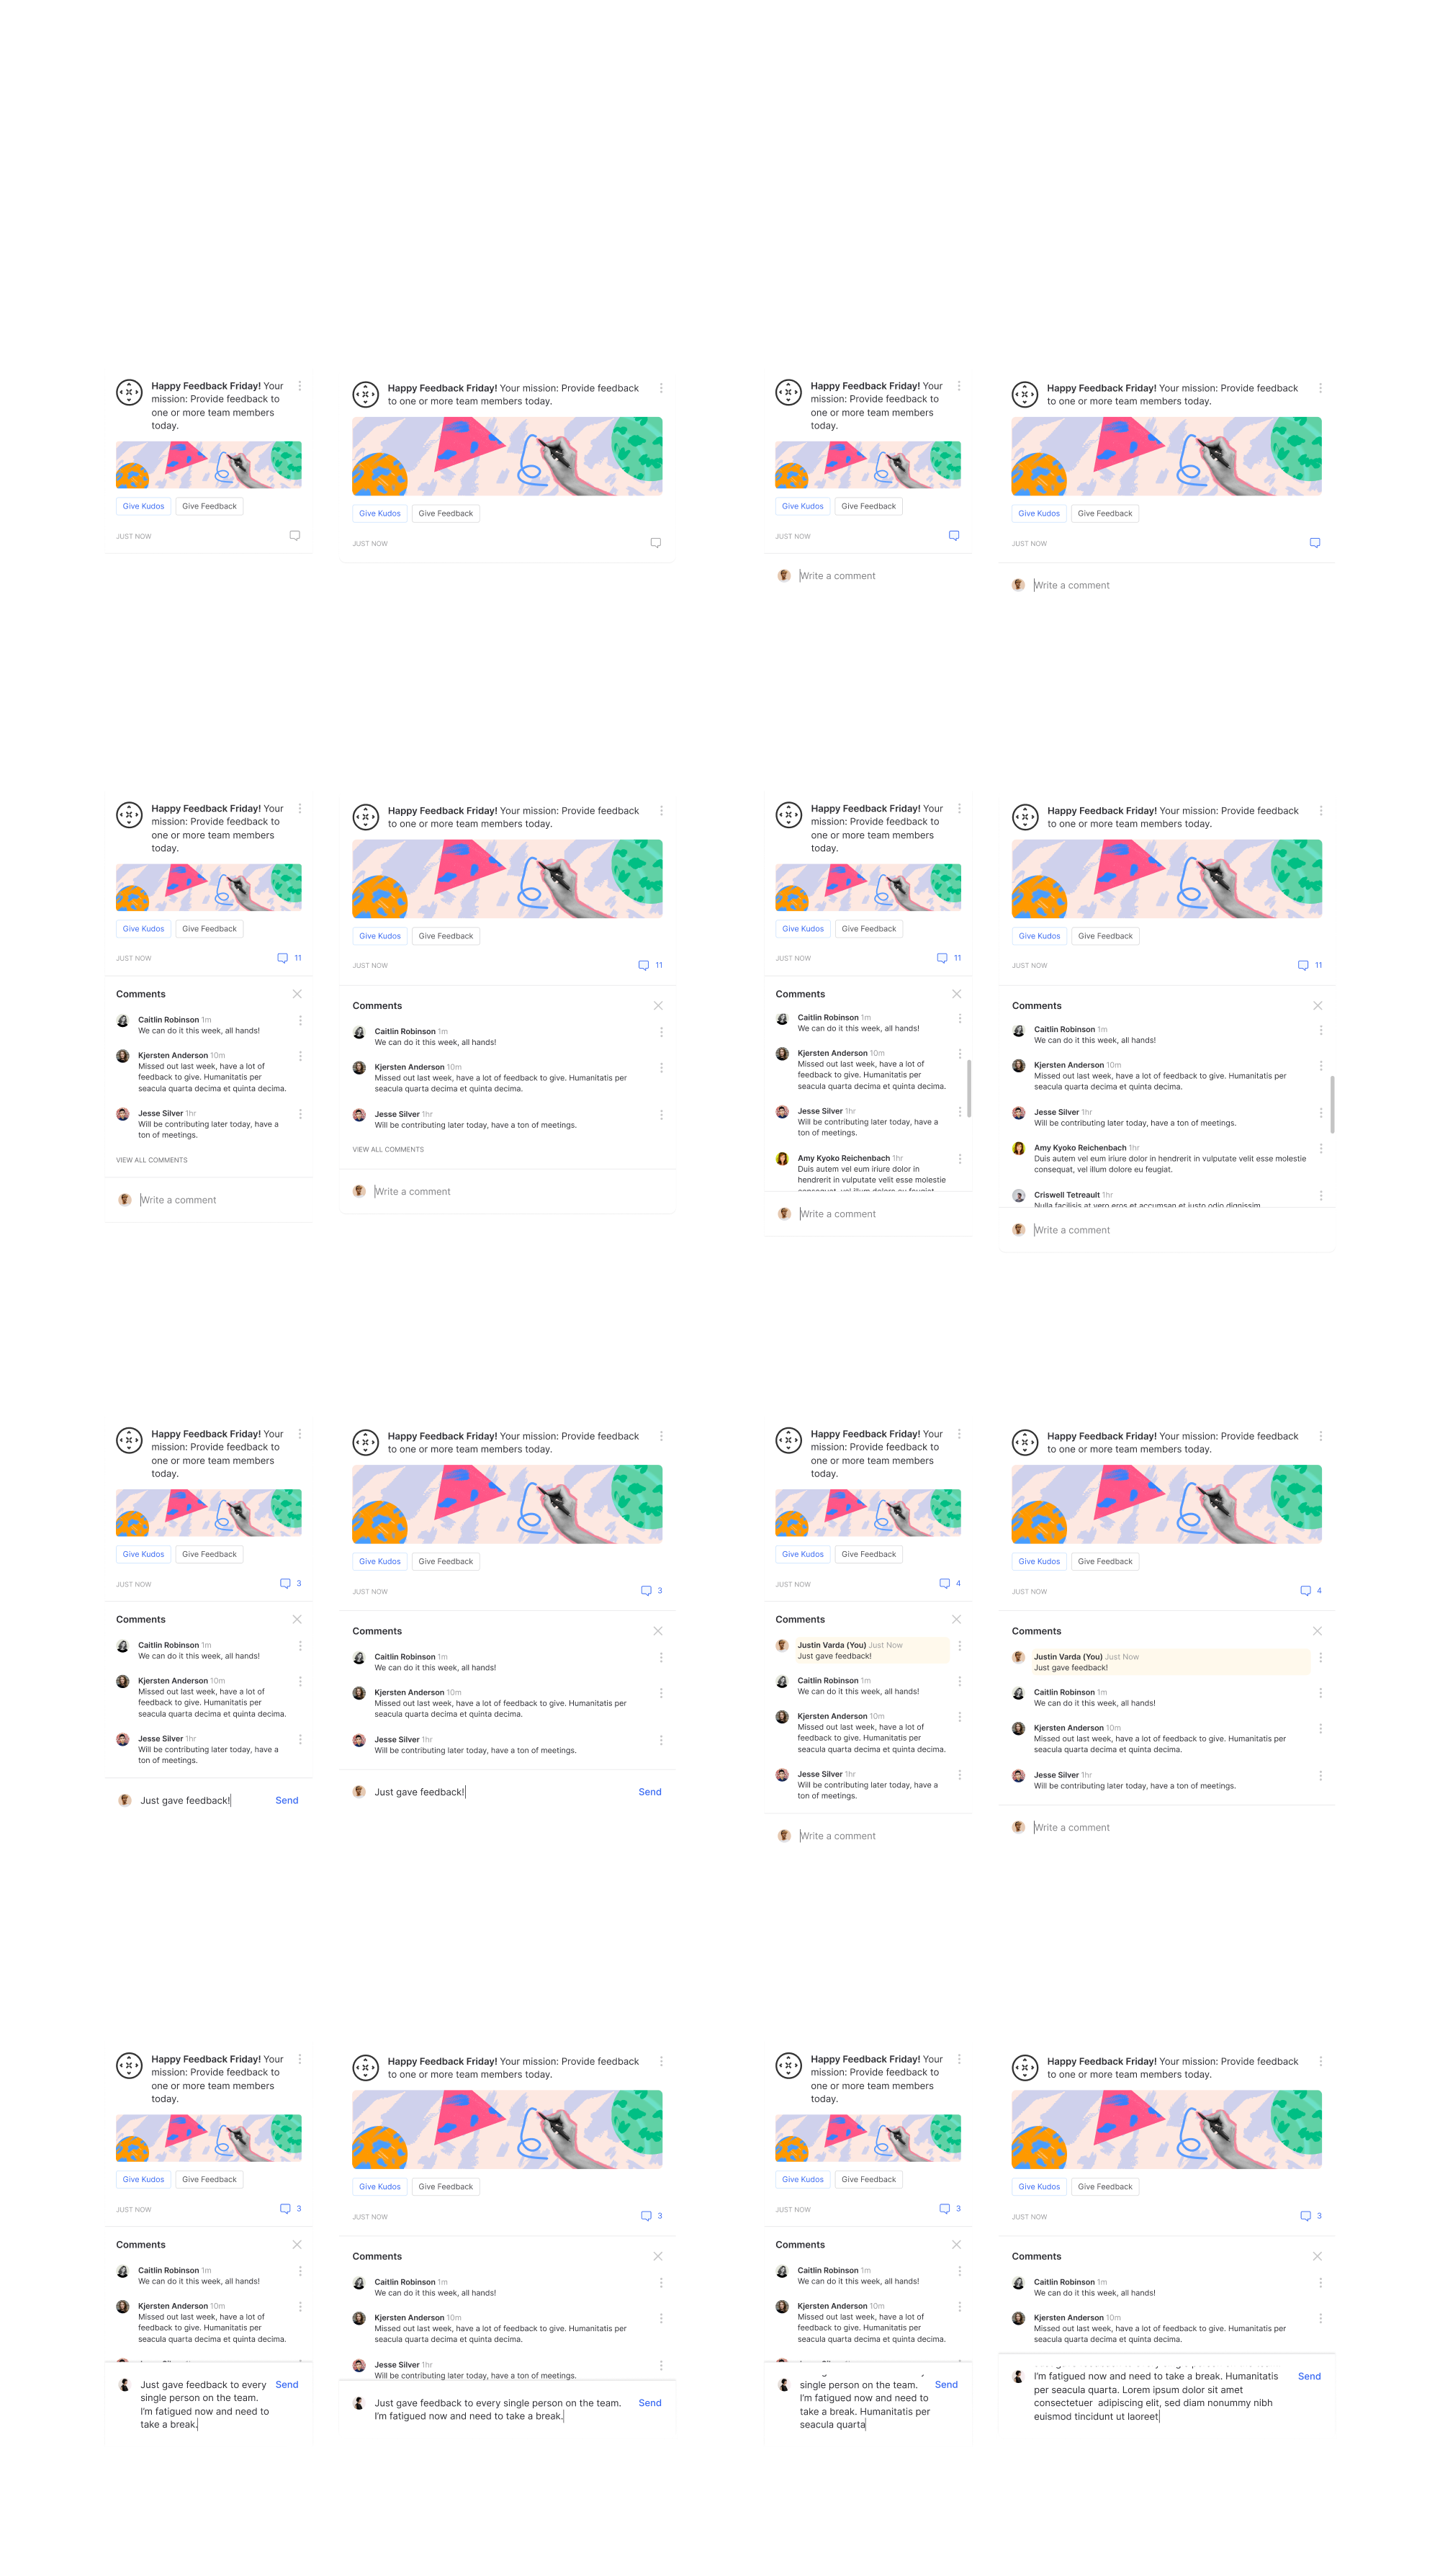 Happy Feedback Friday! Your
mission: Provide feedback to
one or more team members
today.
Give Kudos
Give Feedback
JUST NOW
Happy Feedback Friday! Your mission: Provide feedback
to one or more team members today.
Give Kudos
Give Feedback
JUST NOW
Happy Feedback Friday! Your
mission: Provide feedback to
one or more team members
today.
Give Kudos
Give Feedback
JUST NOW
Write a comment
Happy Feedback Friday! Your mission: Provide feedback
to one or more team members today.
Give Kudos
Give Feedback
JUST NOW
Write a comment
Happy Feedback Friday! Your
mission: Provide feedback to
one or more team members
today.
Give Kudos
Give Feedback
JUST NOW
11
Comments
Caitlin Robinson 1m
We can do it this week, all hands!
Kjersten Anderson 10m
Missed out last week, have a lot of
feedback to give. Humanitatis per
seacula quarta decima et quinta decima.
Jesse Silver 1hr
Will be contributing later today, have a
ton of meetings.
VIEW ALL COMMENTS
Write a comment
Happy Feedback Friday! Your mission: Provide feedback
to one or more team members today.
Give Kudos
Give Feedback
JUST NOW
11
Comments
Caitlin Robinson 1m
We can do it this week, all hands!
Kjersten Anderson 10m
Missed out last week, have a lot of feedback to give. Humanitatis per
seacula quarta decima et quinta decima.
Jesse Silver 1hr
Will be contributing later today, have a ton of meetings.
VIEW ALL COMMENTS
Write a comment
Happy Feedback Friday! Your
mission: Provide feedback to
one or more team members
today.
Give Kudos
Give Feedback
JUST NOW
11
Comments
Caitlin Robinson 1m
We can do it this week, all hands!
Kjersten Anderson 10m
Missed out last week, have a lot of
feedback to give. Humanitatis per
seacula quarta decima et quinta decima.
Jesse Silver 1hr
Will be contributing later today, have a
ton of meetings.
Amy Kyoko Reichenbach 1hr
Duis autem vel eum iriure dolor in
hendrerit in vulputate velit esse molestie
consequat, vel illum dolore eu feugiat.
Write a comment
Happy Feedback Friday! Your mission: Provide feedback
to one or more team members today.
Give Kudos
Give Feedback
JUST NOW
11
Comments
Caitlin Robinson 1m
We can do it this week, all hands!
Kjersten Anderson 10m
Missed out last week, have a lot of feedback to give. Humanitatis per
seacula quarta decima et quinta decima.
Jesse Silver 1hr
Will be contributing later today, have a ton of meetings.
Amy Kyoko Reichenbach 1hr
Duis autem vel eum iriure dolor in hendrerit in vulputate velit esse molestie
consequat, vel illum dolore eu feugiat.
Criswell Tetreault 1hr
Nulla facilisis at vero eros et accumsan et iusto odio dignissim
Write a comment
Happy Feedback Friday! Your
mission: Provide feedback to
one or more team members
today.
Give Kudos
Give Feedback
JUST NOW
3
Comments
Caitlin Robinson 1m
We can do it this week, all hands!
Kjersten Anderson 10m
Missed out last week, have a lot of
feedback to give. Humanitatis per
seacula quarta decima et quinta decima.
Jesse Silver 1hr
Will be contributing later today, have a
ton of meetings.
Just gave feedback!
Send
Happy Feedback Friday! Your mission: Provide feedback
to one or more team members today.
Give Kudos
Give Feedback
JUST NOW
3
Comments
Caitlin Robinson 1m
We can do it this week, all hands!
Kjersten Anderson 10m
Missed out last week, have a lot of feedback to give. Humanitatis per
seacula quarta decima et quinta decima.
Jesse Silver 1hr
Will be contributing later today, have a ton of meetings.
Just gave feedback!
Send
Happy Feedback Friday! Your
mission: Provide feedback to
one or more team members
today.
Give Kudos
Give Feedback
JUST NOW
4
Comments
Justin Varda (You) Just Now
Just gave feedback!
Caitlin Robinson 1m
We can do it this week, all hands!
Kjersten Anderson 10m
Missed out last week, have a lot of
feedback to give. Humanitatis per
seacula quarta decima et quinta decima.
Jesse Silver 1hr
Will be contributing later today, have a
ton of meetings.
Write a comment
Happy Feedback Friday! Your mission: Provide feedback
to one or more team members today.
Give Kudos
Give Feedback
JUST NOW
4
Comments
Justin Varda (You) Just Now
Just gave feedback!
Caitlin Robinson 1m
We can do it this week, all hands!
Kjersten Anderson 10m
Missed out last week, have a lot of feedback to give. Humanitatis per
seacula quarta decima et quinta decima.
Jesse Silver 1hr
Will be contributing later today, have a ton of meetings.
Write a comment
Happy Feedback Friday! Your
mission: Provide feedback to
one or more team members
today.
Give Kudos
Give Feedback
JUST NOW
3
Comments
Caitlin Robinson 1m
We can do it this week, all hands!
Kjersten Anderson 10m
Missed out last week, have a lot of
feedback to give. Humanitatis per
seacula quarta decima et quinta decima.
Just gave feedback to every
single person on the team.
I'm fatigued now and need to
take a break.
Send
Happy Feedback Friday! Your mission: Provide feedback
to one or more team members today.
Give Kudos
Give Feedback
JUST NOW
3
Comments
Caitlin Robinson 1m
We can do it this week, all hands!
Kjersten Anderson 10m
Missed out last week, have a lot of feedback to give. Humanitatis per
seacula quarta decima et quinta decima.
Jesse Silver 1hr
Will be contributing later today, have a ton of meetings.
Just gave feedback to every single person on the team.
I'm fatigued now and need to take a break.
Send
Happy Feedback Friday! Your
mission: Provide feedback to
one or more team members
today.
Give Kudos
Give Feedback
JUST NOW
3
Comments
Caitlin Robinson 1m
We can do it this week, all hands!
Kjersten Anderson 10m
Missed out last week, have a lot of
feedback to give. Humanitatis per
seacula quarta decima et quinta decima.
single person on the team.
I'm fatigued now and need to
take a break. Humanitatis per
seacula quarta
Send
Happy Feedback Friday! Your mission: Provide feedback
to one or more team members today.
Give Kudos
Give Feedback
JUST NOW
3
Comments
Caitlin Robinson 1m
We can do it this week, all hands!
Kjersten Anderson 10m
Missed out last week, have a lot of feedback to give. Humanitatis per
seacula quarta decima et quinta decima.
I'm fatigued now and need to take a break. Humanitatis
per seacula quarta. Lorem ipsum dolor sit amet
consectetuer  adipiscing elit, sed diam nonummy nibh
euismod tincidunt ut laoreet
Send